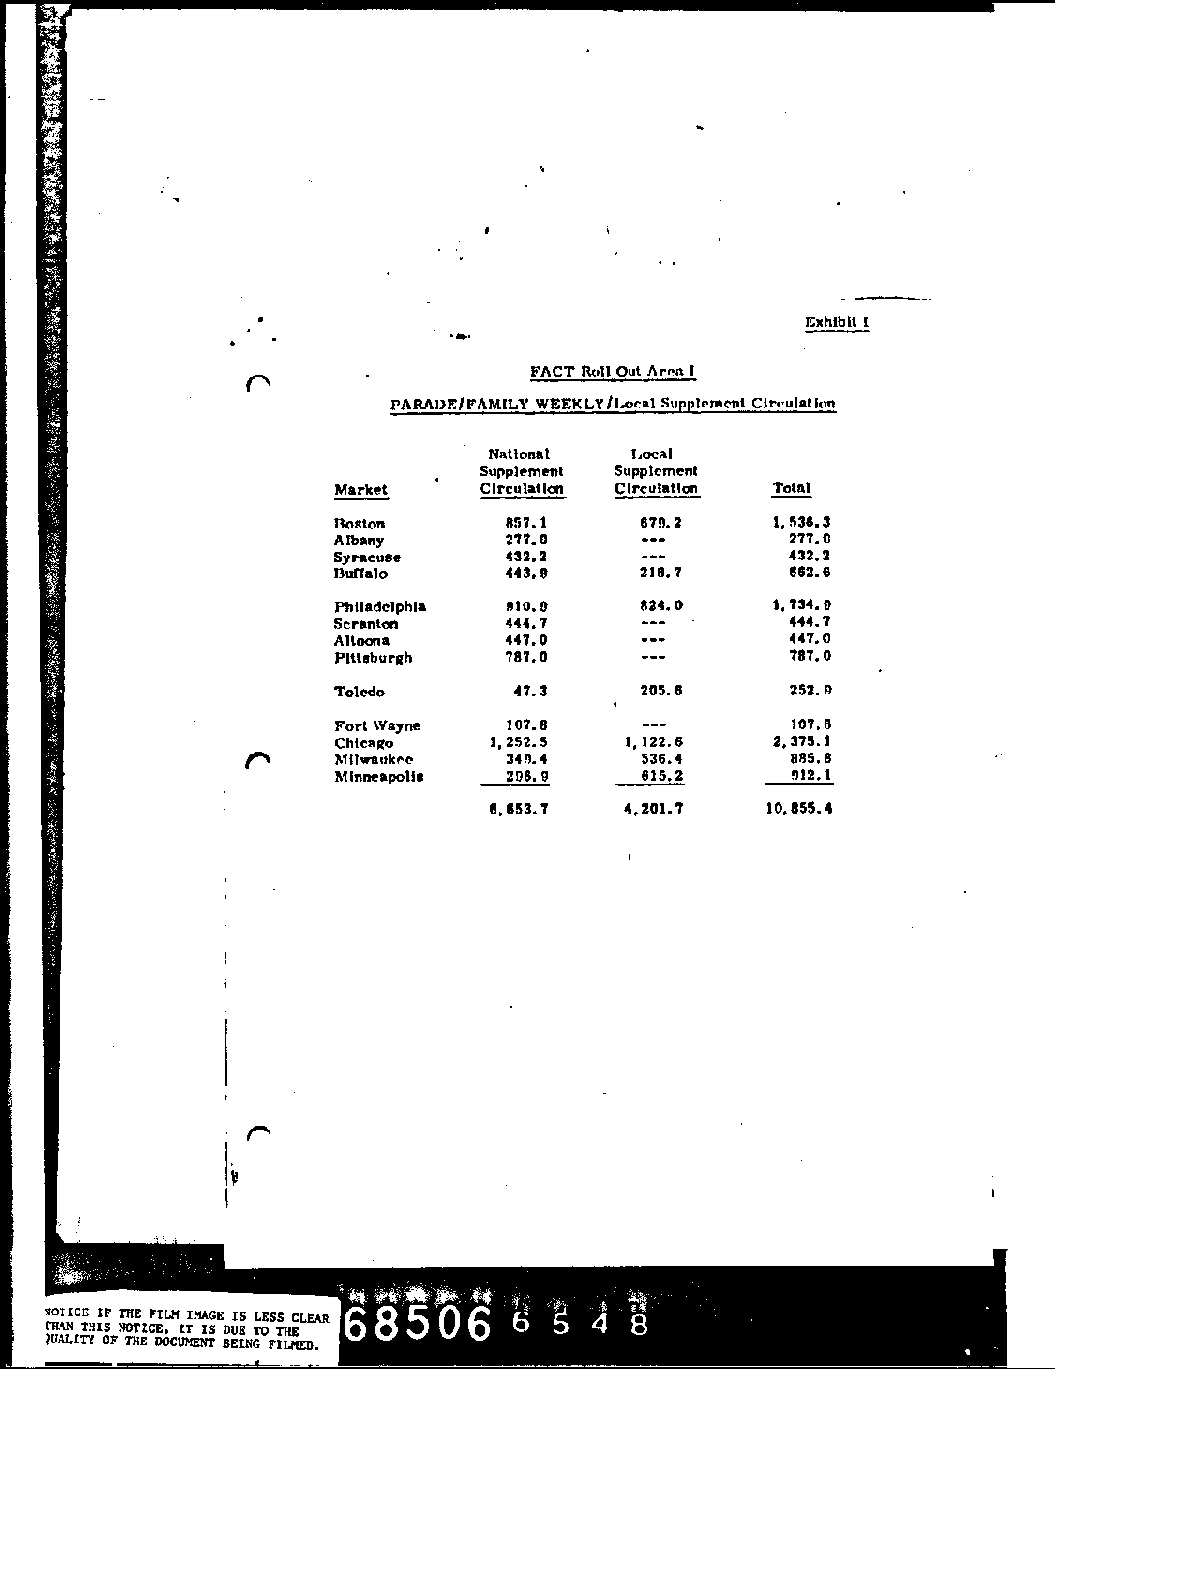 Exhibit I
FACT Roll Out Area I
PARADE/FAMILY WEEKLY/Local Supplement Circulation
National Local
Supplement Supplement
Market Circulation Circulation Total
Boston 857.1 679.2 1,536.3
Albany 277.0 --- 277.0
Syracuse 432.2 --- 432.2
Buffalo 443.9 218.7 662.6
Philadelphia 910.9 824.0 1,734.9
Scranton 444.7 --- 444.7
Altoona 447.0 --- 447.0
Pittsburgh 787.0 --- 787.0
Toledo 47.3 205.6 252.9
Fort Wayne 107.8 --- 107.8
Chicago 1,252.5 1,122.6 2,375.1
Milwaukee 349.4 536.4 885.8
Minneapolis 296.9 615.2 912.1
6,653.7 4,201.7 10,855.4
NOTICE IF THE FILM IMAGE IS LESS CLEAR
THAN THIS NOTICE, IT IS DUE TO THE
QUALITY OF THE DOCUMENT BEING FILMED.
68506 6548